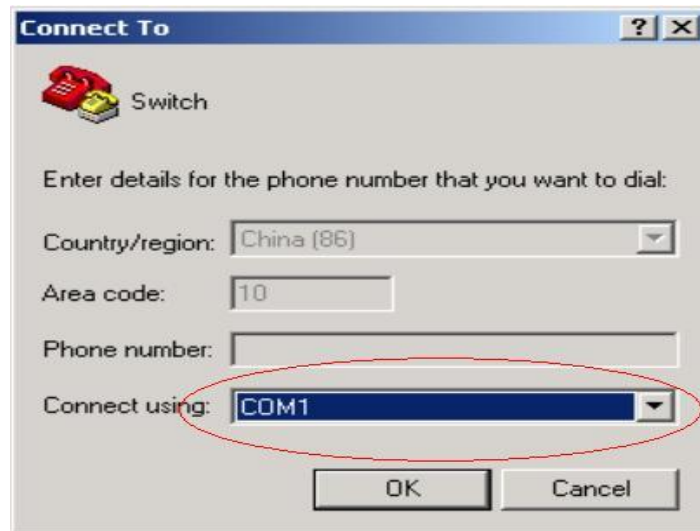 Connect To
Switch
Enter details for the phone number that you want to dial:
Country/region: China (86)
Area code: 10
Phone number:
Connect using: COM1
OK Cancel